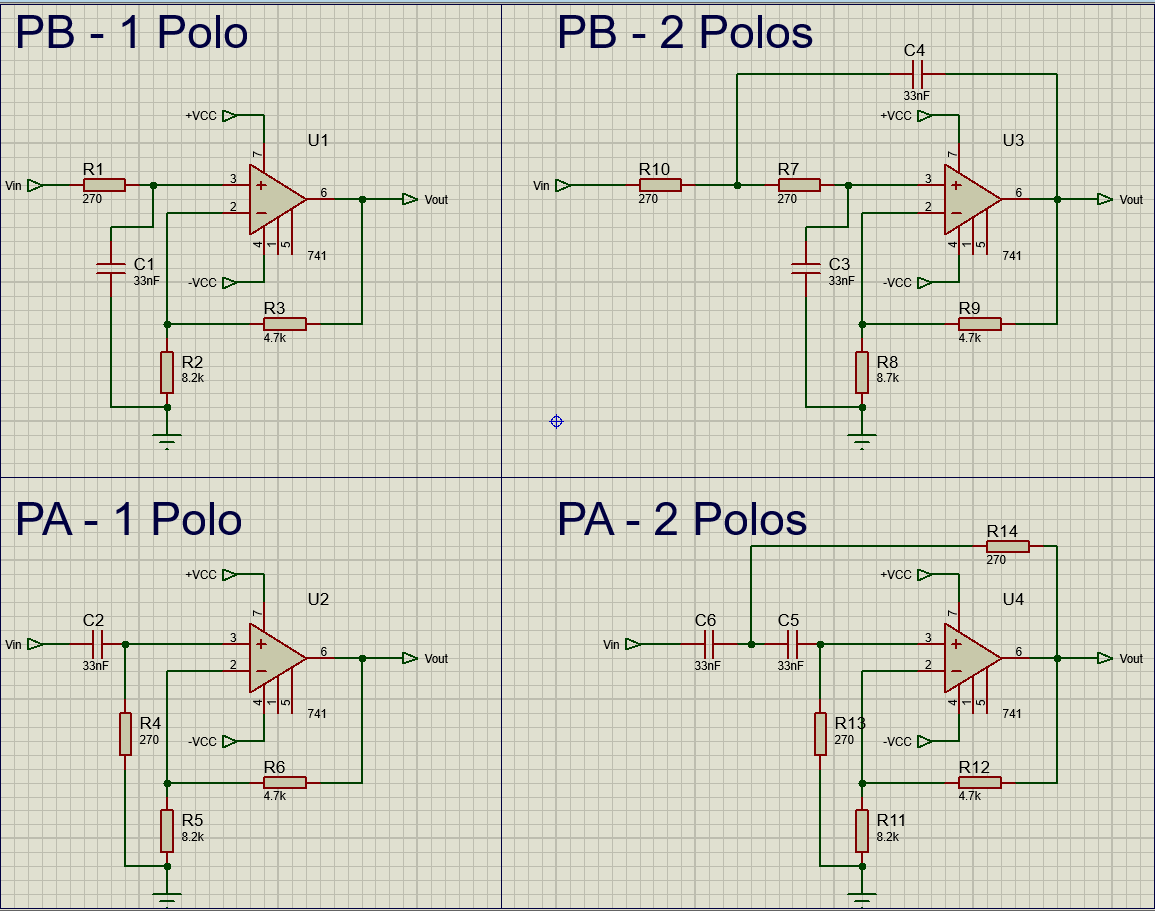 PB - 1 Polo
+VCC
U1
7
R1
Vin
3
6
270
Vout
2
4
1
5
741
C1
33nF
-VCC
R3
4.7k
R2
8.2k
PB - 2 Polos
C4
33nF
+VCC
U3
7
R10
R7
Vin
3
6
270
270
Vout
2
4
1
5
741
C3
33nF
-VCC
R9
4.7k
R8
8.7k
PA - 1 Polo
+VCC
U2
7
C2
Vin
3
6
33nF
Vout
2
4
1
5
741
R4
270
-VCC
R6
4.7k
R5
8.2k
PA - 2 Polos
R14
270
+VCC
U4
7
C6
C5
Vin
3
6
33nF
33nF
Vout
2
4
1
5
741
R13
270
-VCC
R12
4.7k
R11
8.2k